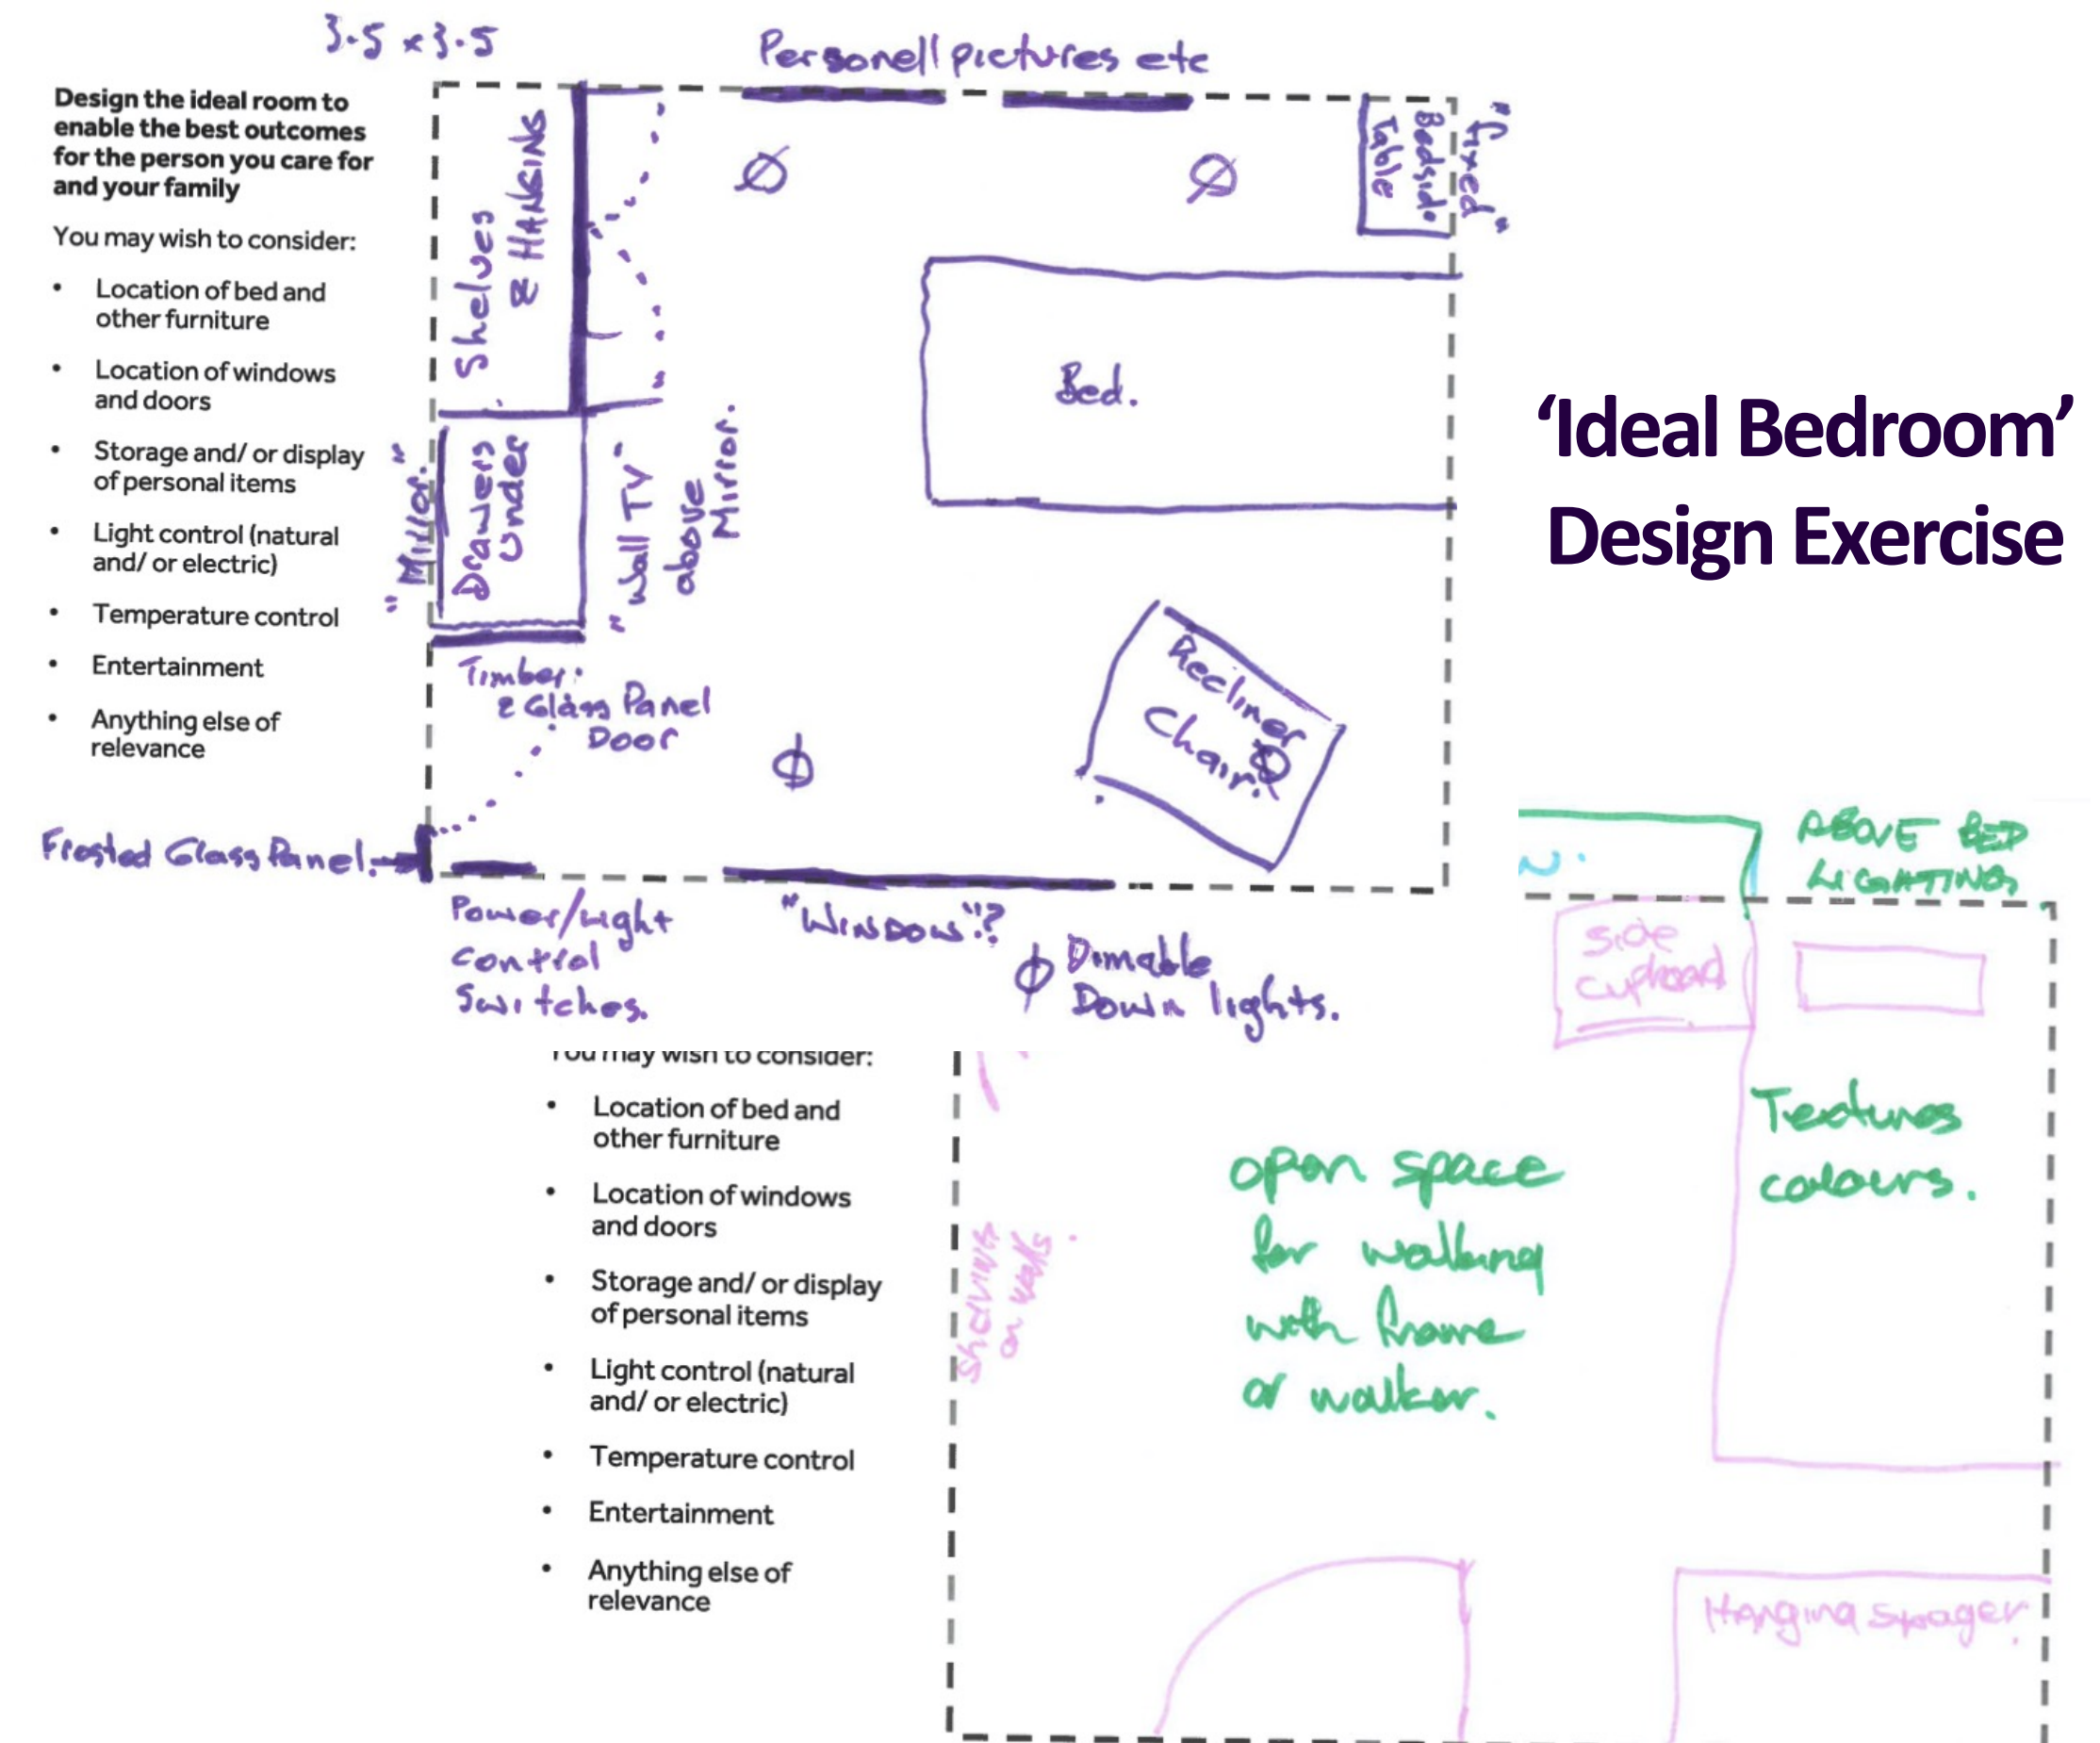 3.5 x 3.5
Personell pictures etc
Design the ideal room to
enable the best outcomes
for the person you care for
and your family
You may wish to consider:
• Location of bed and
other furniture
• Location of windows
and doors
• Storage and/ or display
of personal items
• Light control (natural
and/ or electric)
• Temperature control
• Entertainment
• Anything else of
relevance
Shelves
& HANGING
Bedside
Table
"fixed"
Bed.
"Mirror."
Drawers
under
"Wall TV"
above
Mirror.
Timber.
& Glass Panel
Door
Recliner
Chair.
Frosted Glass Panel.
Power/Light
control
Switches.
"WINDOW"?
Dimable
Down lights.
'Ideal Bedroom'
Design Exercise
ABOVE BED
LIGHTING
side
cupboard
Textures
colours.
You may wish to consider:
• Location of bed and
other furniture
• Location of windows
and doors
• Storage and/ or display
of personal items
• Light control (natural
and/ or electric)
• Temperature control
• Entertainment
• Anything else of
relevance
shelving
on walls.
open space
for walking
with frame
or walker.
Hanging